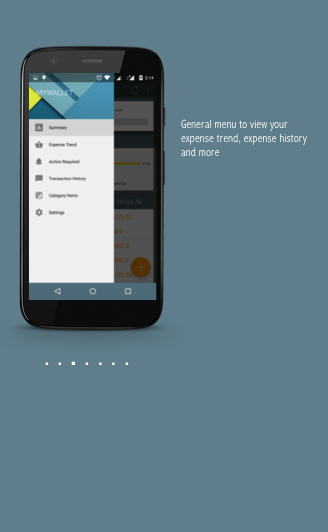 2:14
MYWALLET
Summary
Expense Trend
Action Required
Transaction History
Category Items
Settings
General menu to view your
expense trend, expense history
and more